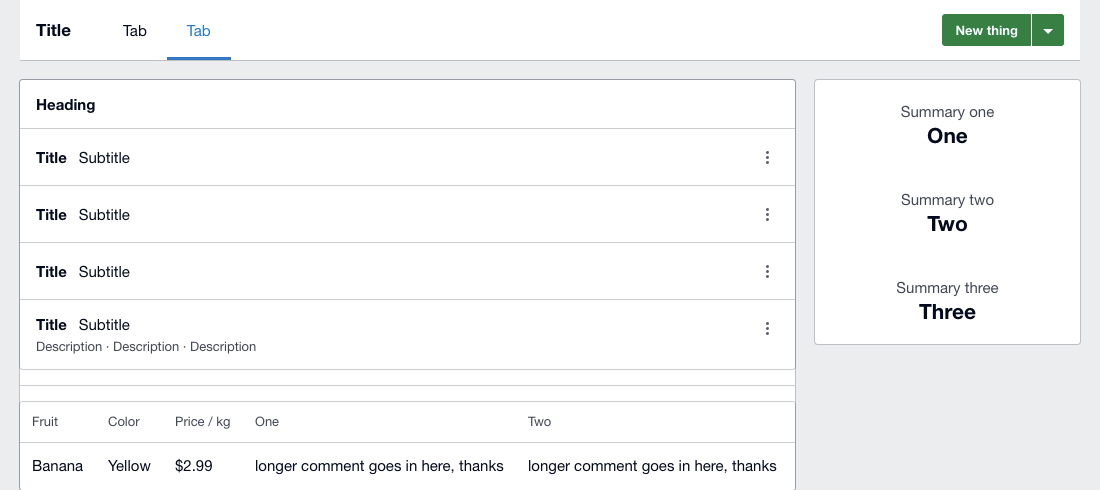 Title Tab Tab New thing
Heading
Title Subtitle
Title Subtitle
Title Subtitle
Title Subtitle
Description · Description · Description
Fruit Color Price / kg One Two
Banana Yellow $2.99 longer comment goes in here, thanks longer comment goes in here, thanks
Summary one
One
Summary two
Two
Summary three
Three